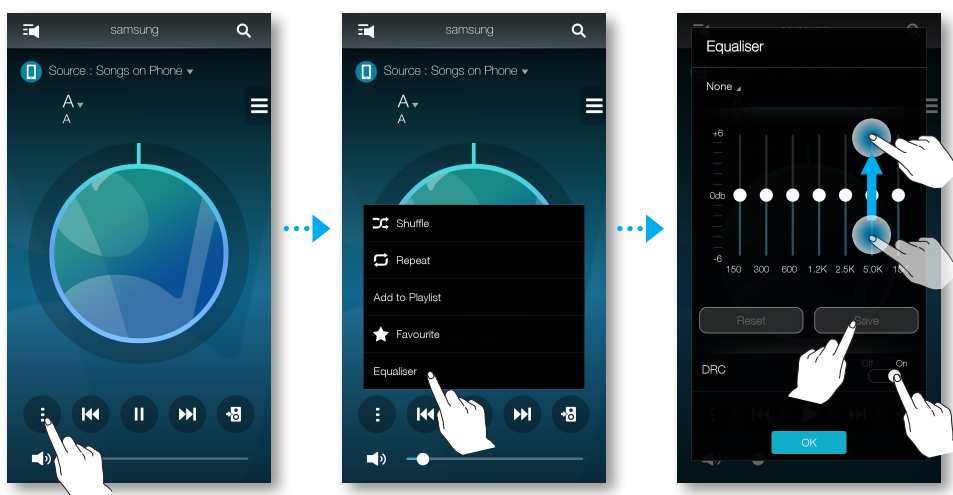 samsung
Source : Songs on Phone
A
A
samsung
Source : Songs on Phone
A
A
Shuffle
Repeat
Add to Playlist
Favourite
Equaliser
Equaliser
None
+6
0db
-6
150 300 600 1.2K 2.5K 5.0K
Reset Save
DRC Off On
OK